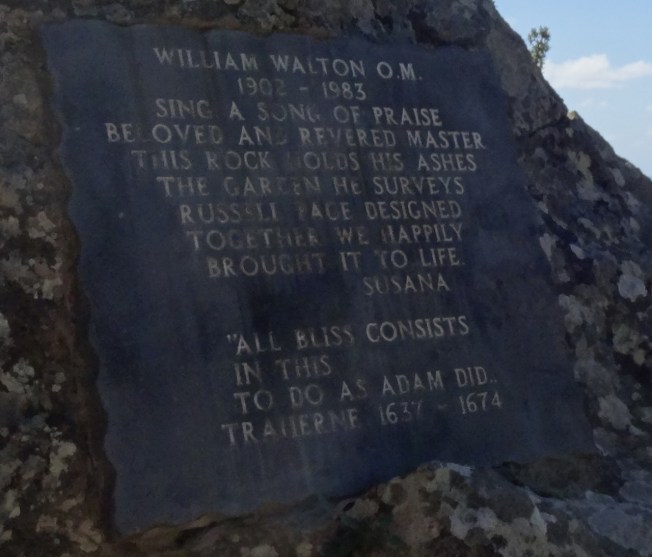 WILLIAM WALTON O.M.
1902 - 1983
SING A SONG OF PRAISE
BELOVED AND REVERED MASTER
THIS ROCK HOLDS HIS ASHES
THE GARDEN HE SURVEYS
RUSSELL PAGE DESIGNED
TOGETHER WE HAPPILY
BROUGHT IT TO LIFE.
SUSANA
"ALL BLISS CONSISTS
IN THIS
TO DO AS ADAM DID..
TRAHERNE 1637 - 1674